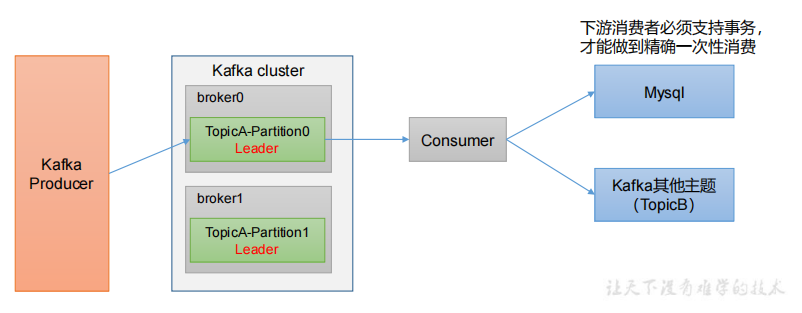 下游消费者必须支持事务，
才能做到精确一次性消费
Kafka cluster
broker0
TopicA-Partition0
Leader
broker1
TopicA-Partition1
Leader
Kafka
Producer
Consumer
Mysql
Kafka其他主题
（TopicB）
让天下没有难学的技术